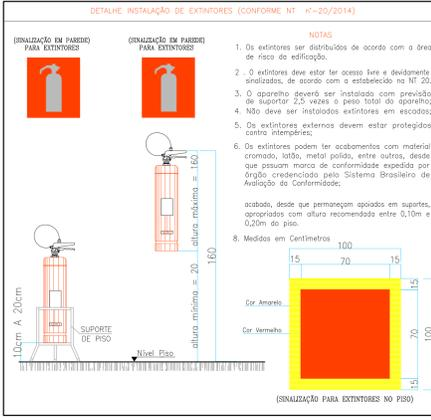 DETALHE INSTALAÇÃO DE EXTINTORES (CONFORME NT n°-20/2014)
(SINALIZAÇÃO EM PAREDE)
PARA EXTINTORES
(SINALIZAÇÃO EM PAREDE)
PARA EXTINTORES
NOTAS
1. Os extintores ser distribuídos de acordo com a área
de risco da edificação.
2 . O extintores deve estar ter acesso livre e devidamente
sinalizados, de acordo com a estabelecido na NT 20.
3. O aparelho deverá ser instalado com previsão
de suportar 2,5 vezes o peso total do aparelho;
4. Não deve ser instalados extintores em escadas;
5. Os extintores externos devem estar protegidos
contra intempéries;
6. Os extintores podem ter acabamentos com material
cromado, latão, metal polido, entre outros, desde
que possuam marca de conformidade expedida por
órgão credenciado pelo Sistema Brasileiro de
Avaliação da Conformidade;
acabado, desde que permaneçam apoiados em suportes,
apropriados com altura recomendada entre 0,10m e
0,20m do piso.
8. Medidas em Centímetros
altura máxima = 160
altura mínima = 20
160
10cm A 20cm
SUPORTE
DE PISO
Nível Piso
100
15
70
15
Cor Amarelo
Cor Vermelho
15
70
15
100
(SINALIZAÇÃO PARA EXTINTORES NO PISO)